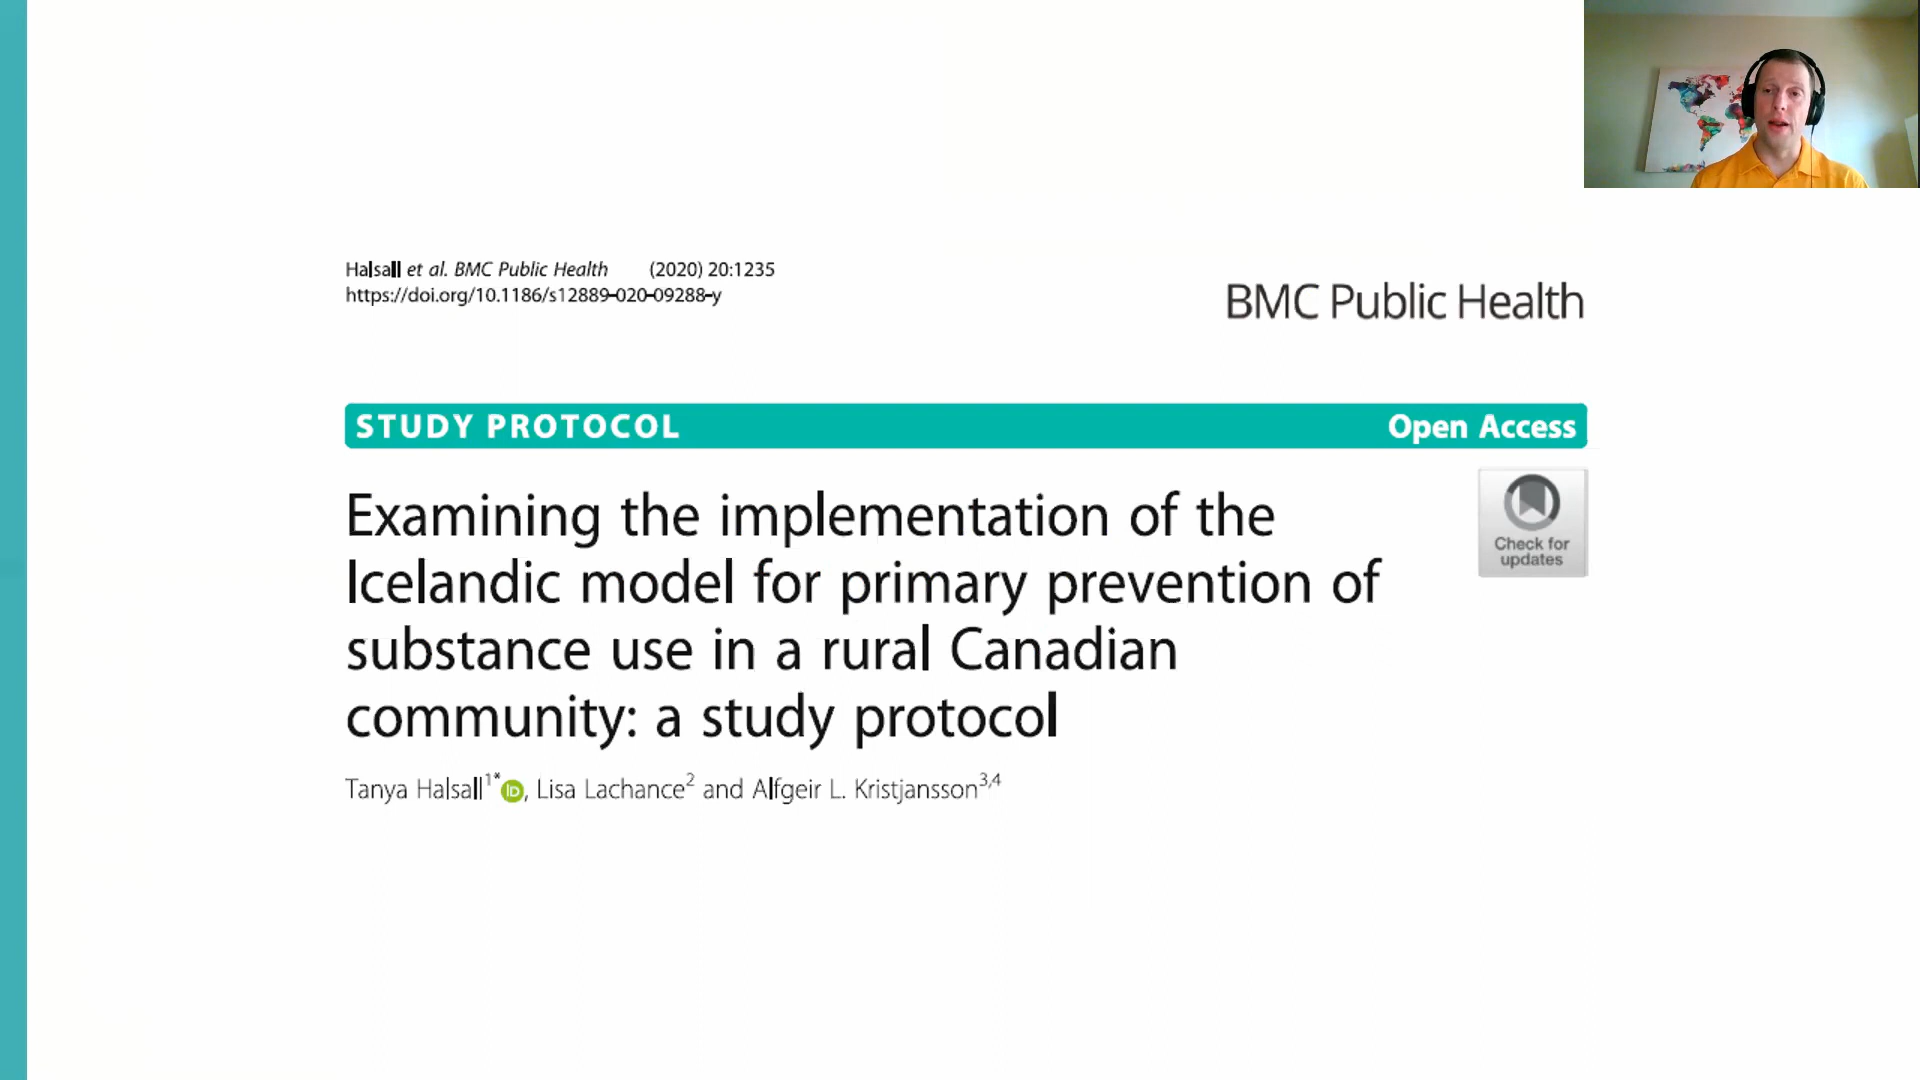 Halsall et al. BMC Public Health (2020) 20:1235
https://doi.org/10.1186/s12889-020-09288-y
BMC Public Health
STUDY PROTOCOL Open Access
Examining the implementation of the
Icelandic model for primary prevention of
substance use in a rural Canadian
community: a study protocol
Check for
updates
Tanya Halsall1* iD, Lisa Lachance2 and Alfgeir L. Kristjansson3,4